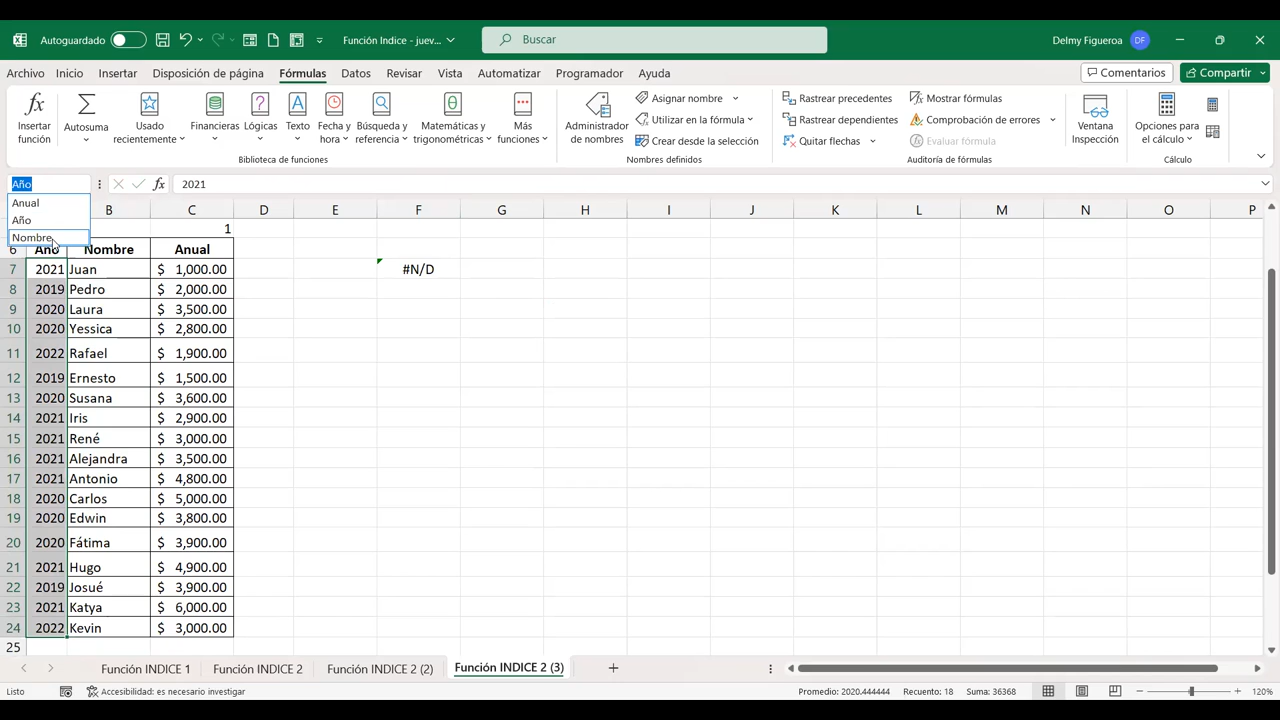 Autoguardado
Función Indice - juev...
Buscar
Delmy Figueroa
DF
Archivo Inicio Insertar Disposición de página Fórmulas Datos Revisar Vista Automatizar Programador Ayuda
Comentarios
Compartir
Insertar función
Autosuma
Usado recientemente
Financieras
Lógicas
Texto
Fecha y hora
Búsqueda y referencia
Matemáticas y trigonométricas
Más funciones
Biblioteca de funciones
Administrador de nombres
Asignar nombre
Utilizar en la fórmula
Crear desde la selección
Nombres definidos
Rastrear precedentes
Rastrear dependientes
Quitar flechas
Mostrar fórmulas
Comprobación de errores
Evaluar fórmula
Auditoría de fórmulas
Ventana Inspección
Opciones para el cálculo
Cálculo
Año
fx
2021
Anual
Año
Nombre
B C D E F G H I J K L M N O P
1
6 Año Nombre Anual
7 2021 Juan $ 1,000.00 #N/D
8 2019 Pedro $ 2,000.00
9 2020 Laura $ 3,500.00
10 2020 Yessica $ 2,800.00
11 2022 Rafael $ 1,900.00
12 2019 Ernesto $ 1,500.00
13 2020 Susana $ 3,600.00
14 2021 Iris $ 2,900.00
15 2021 René $ 3,000.00
16 2021 Alejandra $ 3,500.00
17 2021 Antonio $ 4,800.00
18 2020 Carlos $ 5,000.00
19 2020 Edwin $ 3,800.00
20 2020 Fátima $ 3,900.00
21 2021 Hugo $ 4,900.00
22 2019 Josué $ 3,900.00
23 2021 Katya $ 6,000.00
24 2022 Kevin $ 3,000.00
25
Función INDICE 1 Función INDICE 2 Función INDICE 2 (2) Función INDICE 2 (3)
Listo
Accesibilidad: es necesario investigar
Promedio: 2020.444444 Recuento: 18 Suma: 36368
120%